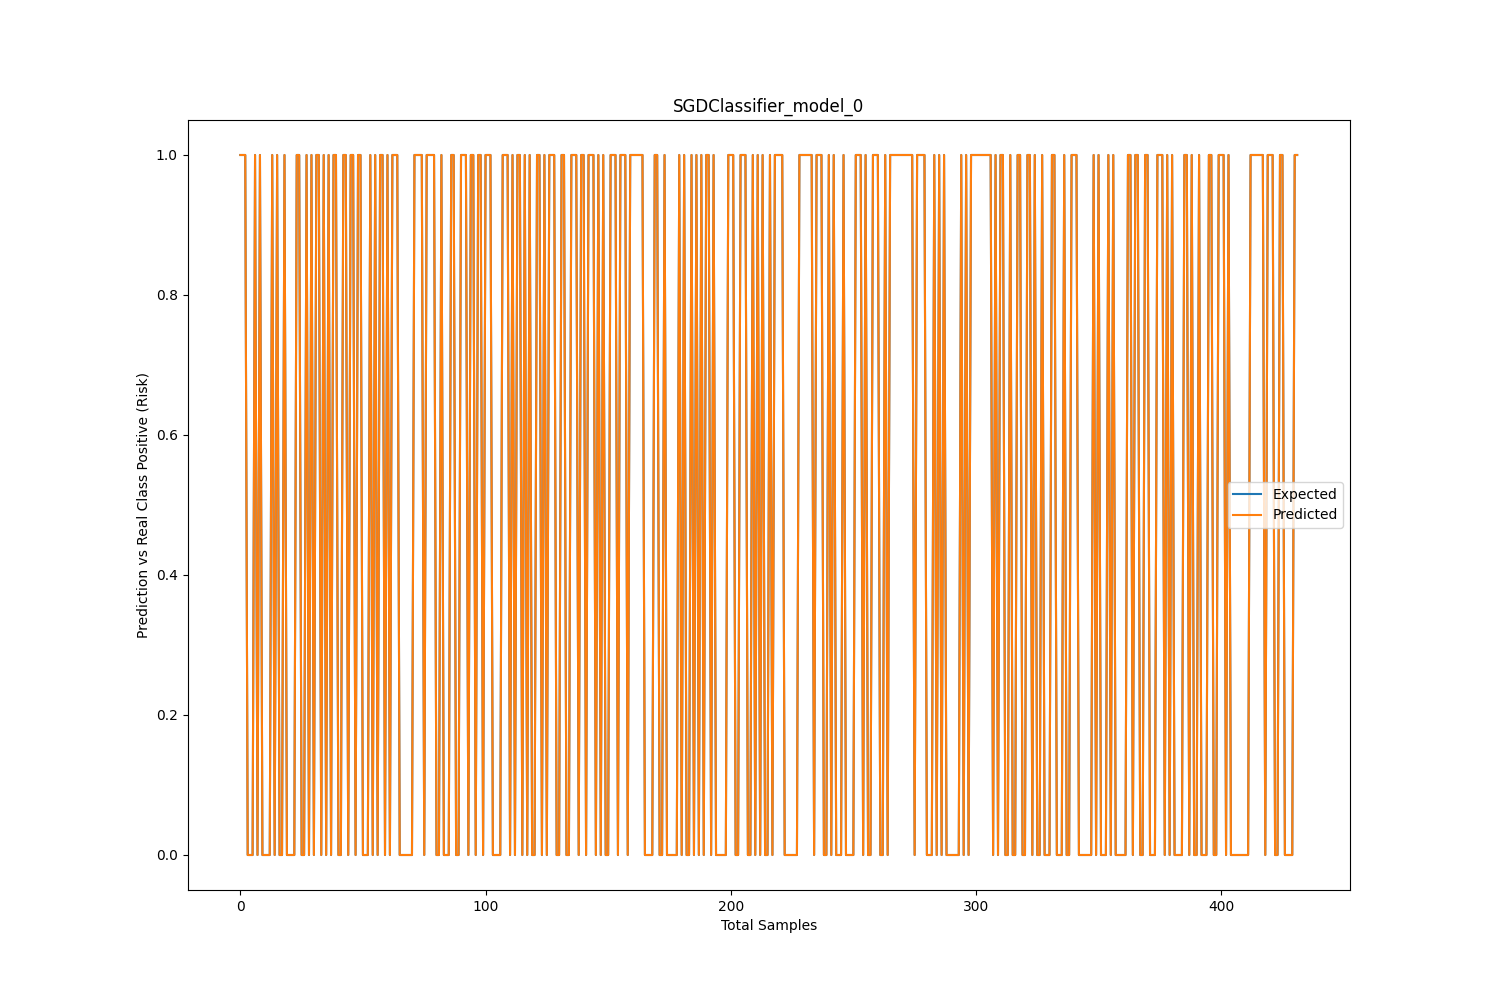 SGDClassifier_model_0
Prediction vs Real Class Positive (Risk)
1.0
0.8
0.6
0.4
0.2
0.0
Expected
Predicted
0 100 200 300 400
Total Samples